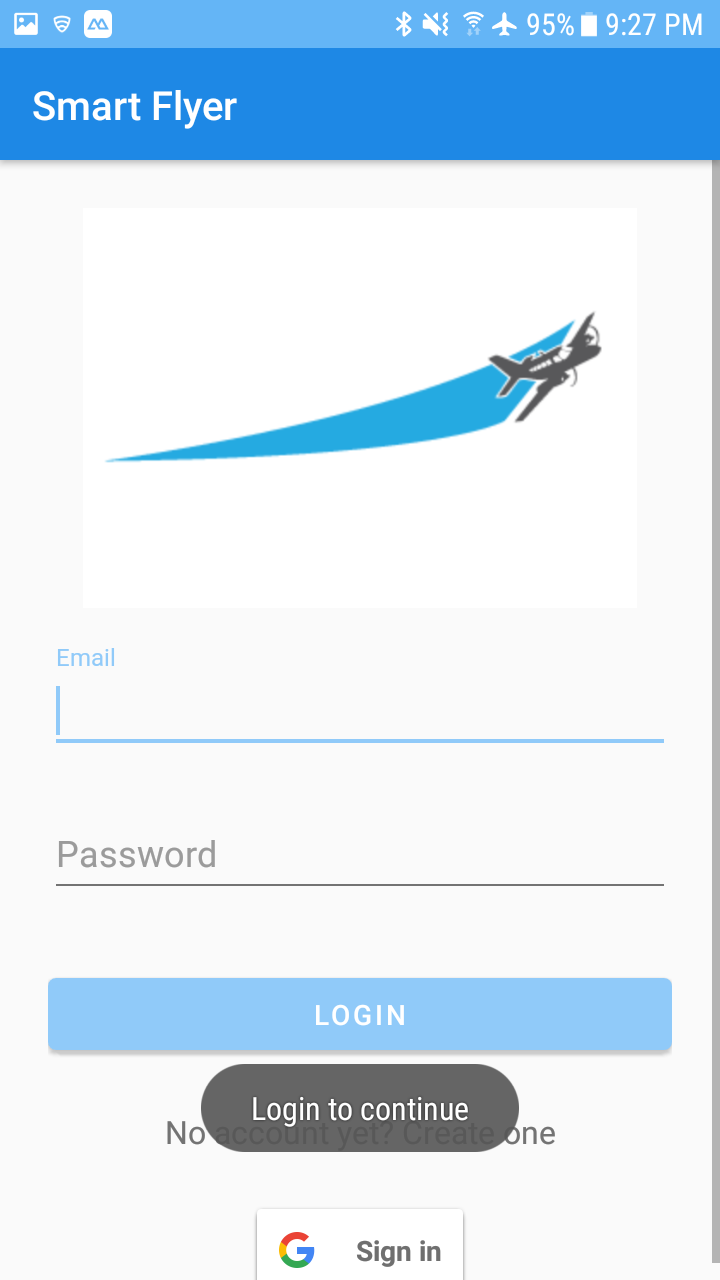 95% 9:27 PM
Smart Flyer
Email
Password
LOGIN
Login to continue
No account yet? Create one
Sign in